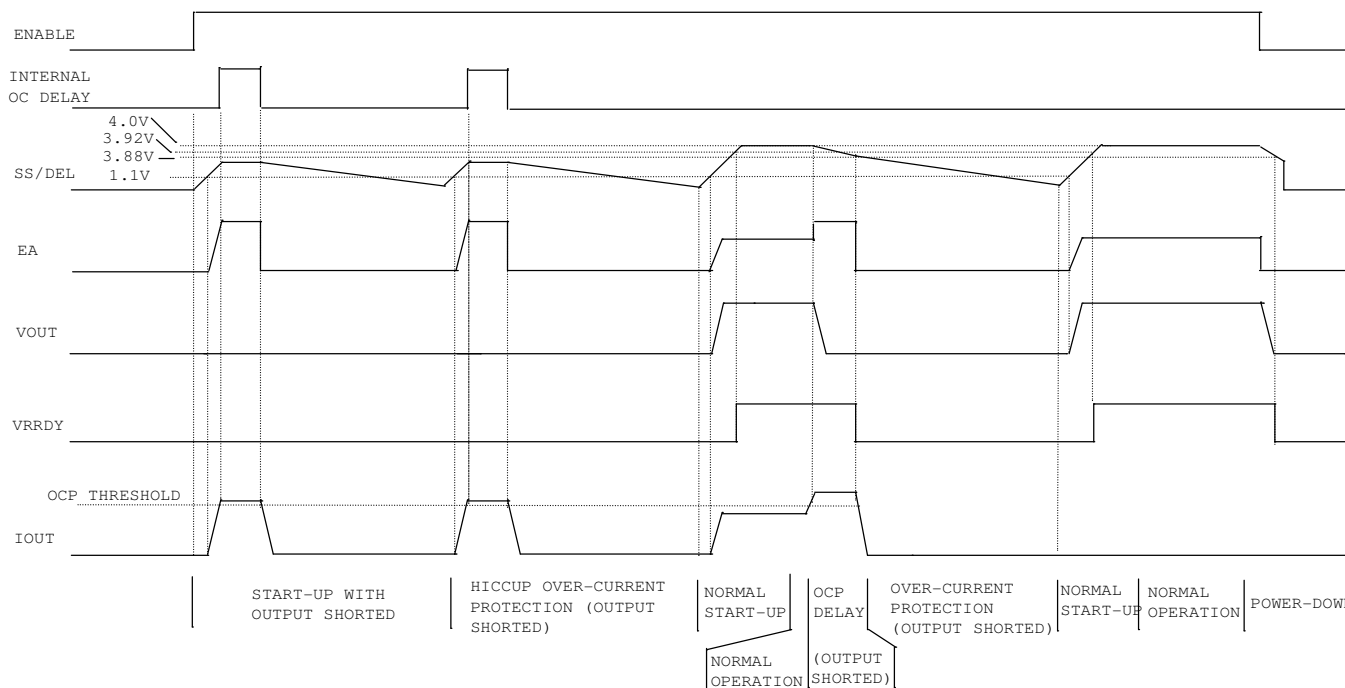 ENABLE
INTERNAL
OC DELAY
4.0V
3.92V
3.88V
SS/DEL
1.1V
EA
VOUT
VRRDY
OCP THRESHOLD
IOUT
START-UP WITH
OUTPUT SHORTED
HICCUP OVER-CURRENT
PROTECTION (OUTPUT
SHORTED)
NORMAL
START-UP
NORMAL
OPERATION
OCP
DELAY
(OUTPUT
SHORTED)
OVER-CURRENT
PROTECTION
(OUTPUT SHORTED)
NORMAL
START-UP
NORMAL
OPERATION
POWER-DOWN